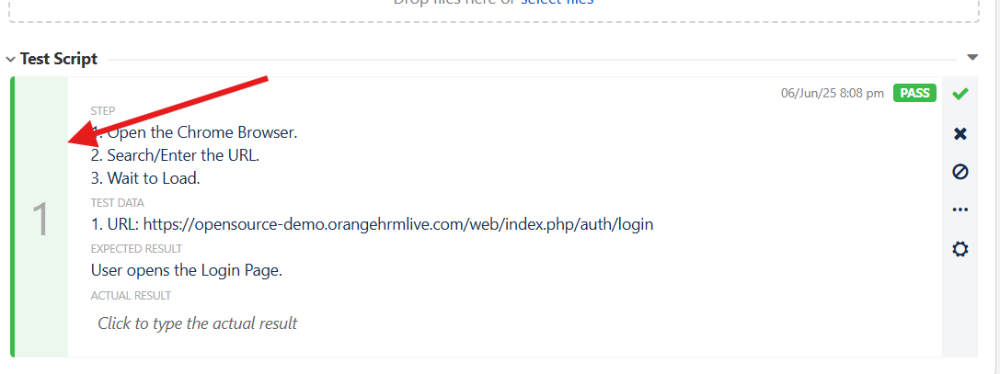 Drop files here or select files
Test Script
06/Jun/25 8:08 pm PASS
STEP
1. Open the Chrome Browser.
2. Search/Enter the URL.
3. Wait to Load.
1
TEST DATA
1. URL: https://opensource-demo.orangehrmlive.com/web/index.php/auth/login
EXPECTED RESULT
User opens the Login Page.
ACTUAL RESULT
Click to type the actual result